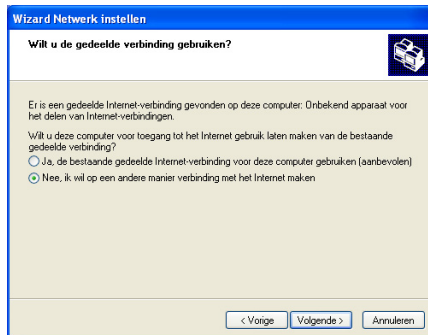 Wizard Netwerk instellen
Wilt u de gedeelde verbinding gebruiken?
Er is een gedeelde Internet-verbinding gevonden op deze computer: Onbekend apparaat voor
het delen van Internet-verbindingen.
Wilt u deze computer voor toegang tot het Internet gebruik laten maken van de bestaande
gedeelde verbinding?
Ja, de bestaande gedeelde Internet-verbinding voor deze computer gebruiken (aanbevolen)
Nee, ik wil op een andere manier verbinding met het Internet maken
< Vorige
Volgende >
Annuleren